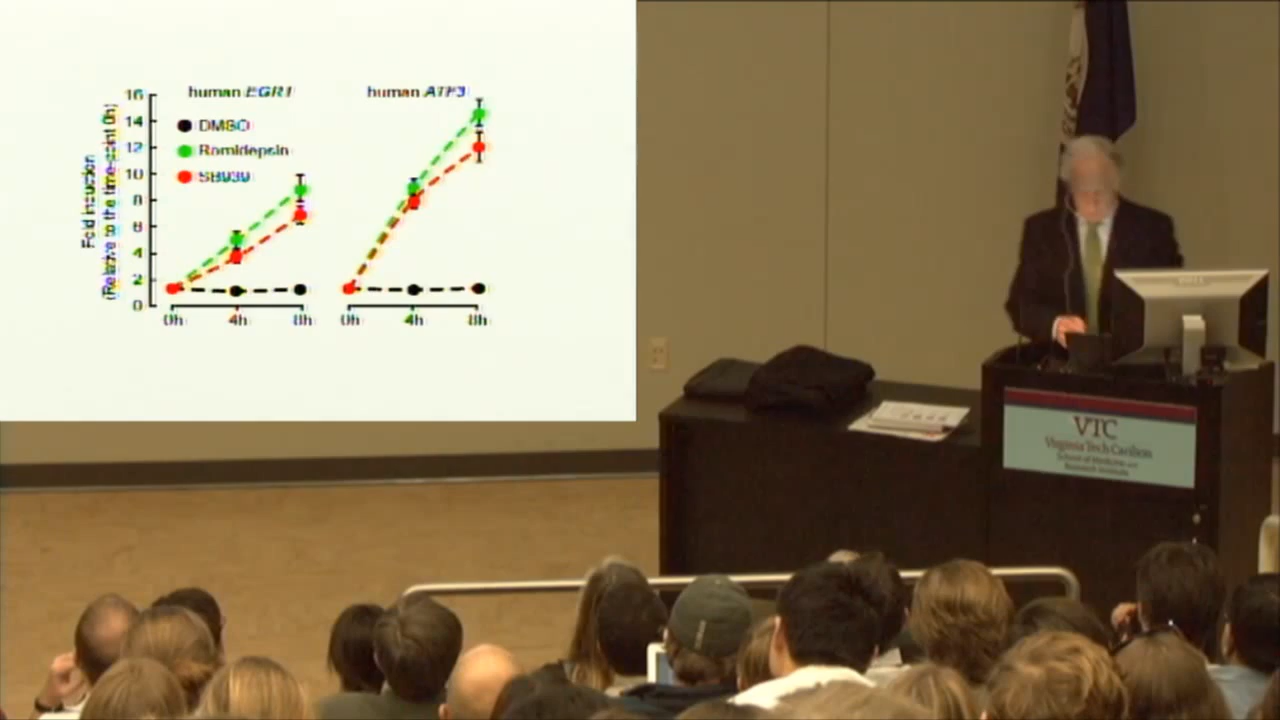 human EGR1
human ATF3
16
14
12
10
8
6
4
2
0
DMSO
Romidepsin
SB939
Fold induction
(Relative to the time-point 0h)
0h
4h
8h
0h
4h
8h
DELL
VTC
Virginia Tech Carilion
School of Medicine and
Research Institute